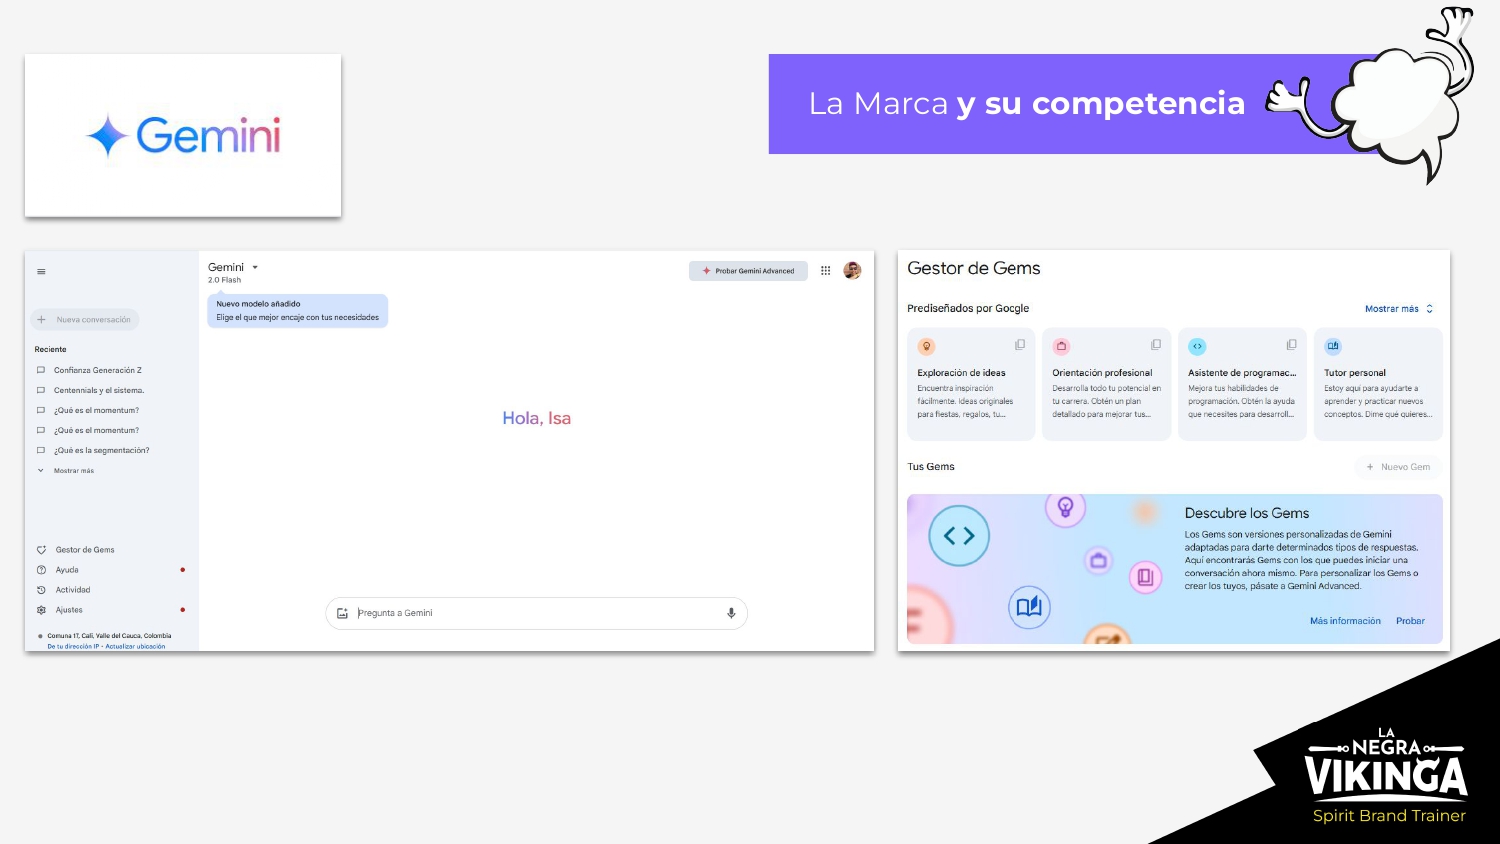 Gemini
La Marca y su competencia
Gemini
2.0 Flash
Probar Gemini Advanced
Nuevo modelo añadido
Elige el que mejor encaje con tus necesidades
Nueva conversación
Reciente
Confianza Generación Z
Centennials y el sistema.
¿Qué es el momentum?
¿Qué es el momentum?
¿Qué es la segmentación?
Mostrar más
Hola, Isa
Gestor de Gems
Ayuda
Actividad
Ajustes
Comuna 17, Cali, Valle del Cauca, Colombia
De tu dirección IP - Actualizar ubicación
Pregunta a Gemini
Gestor de Gems
Prediseñados por Google
Mostrar más
Exploración de ideas
Encuentra inspiración
fácilmente. Ideas originales
para fiestas, regalos, tu...
Orientación profesional
Desarrolla todo tu potencial en
tu carrera. Obtén un plan
detallado para mejorar tus...
Asistente de programac...
Mejora tus habilidades de
programación. Obtén la ayuda
que necesites para desarroll...
Tutor personal
Estoy aquí para ayudarte a
aprender y practicar nuevos
conceptos. Dime qué quieres...
Tus Gems
Nuevo Gem
Descubre los Gems
Los Gems son versiones personalizadas de Gemini
adaptadas para darte determinados tipos de respuestas.
Aquí encontrarás Gems con los que puedes iniciar una
conversación ahora mismo. Para personalizar los Gems o
crear los tuyos, pásate a Gemini Advanced.
Más información
Probar
LA
NEGRA
VIKINGA
Spirit Brand Trainer